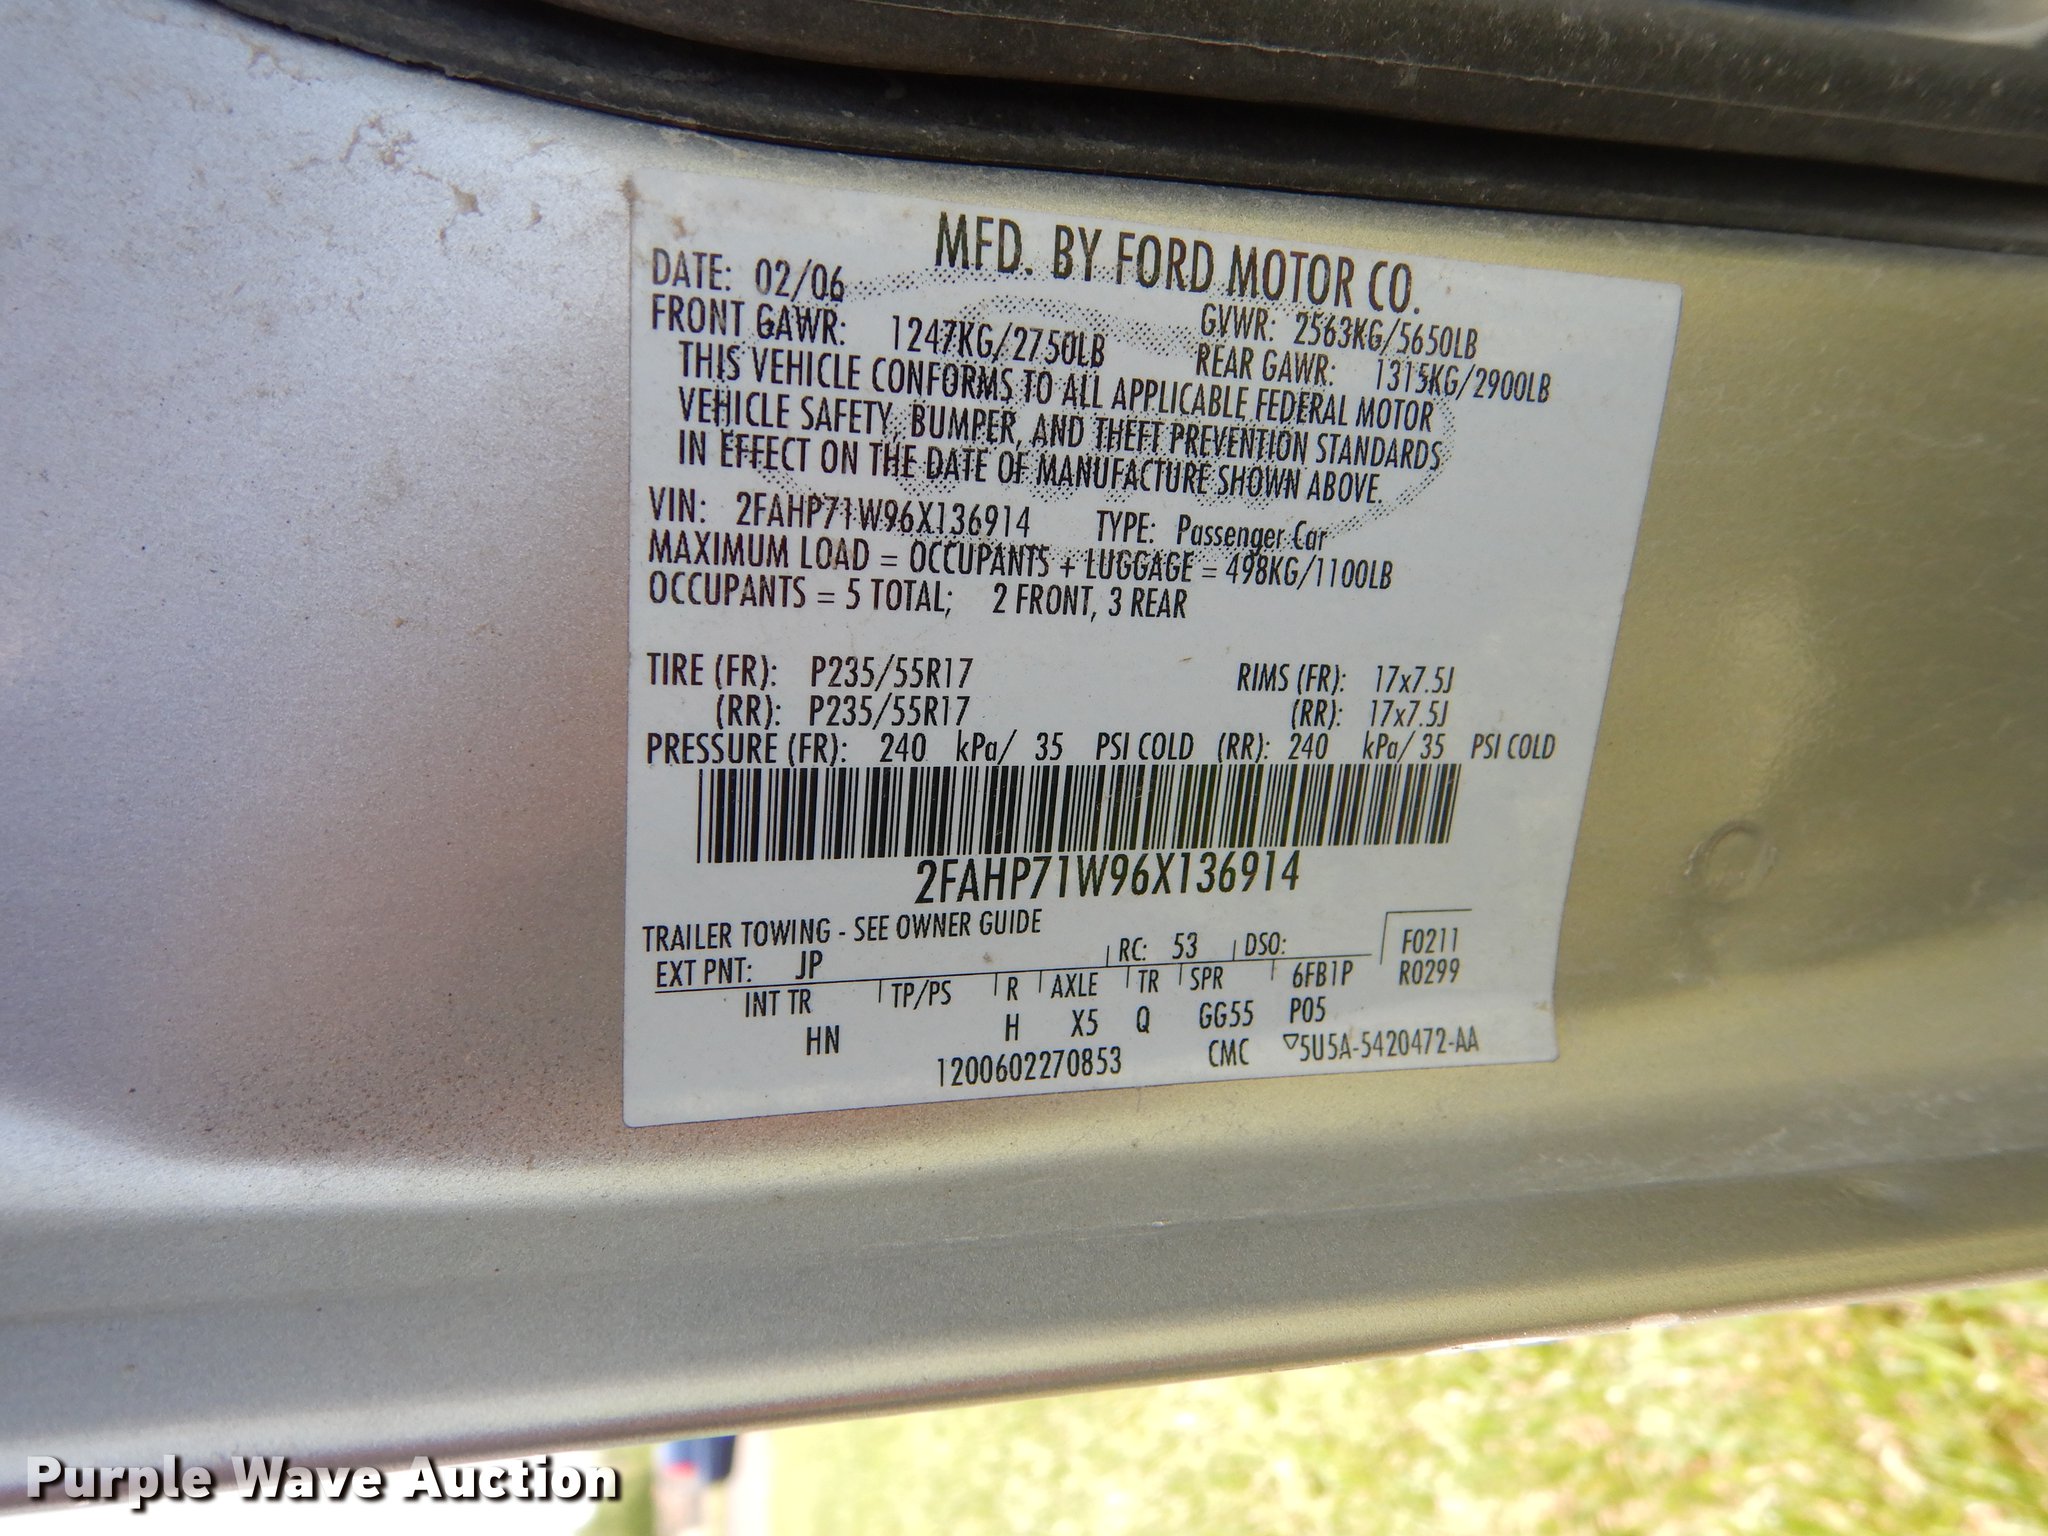 MFD. BY FORD MOTOR CO.
DATE: 02/06
GVWR: 2563KG/5650LB
FRONT GAWR: 1247KG/2750LB
REAR GAWR: 1315KG/2900LB
THIS VEHICLE CONFORMS TO ALL APPLICABLE FEDERAL MOTOR
VEHICLE SAFETY, BUMPER, AND THEFT PREVENTION STANDARDS
IN EFFECT ON THE DATE OF MANUFACTURE SHOWN ABOVE.
VIN: 2FAHP71W96X136914 TYPE: Passenger Car
MAXIMUM LOAD = OCCUPANTS + LUGGAGE = 498KG/1100LB
OCCUPANTS = 5 TOTAL; 2 FRONT, 3 REAR
TIRE (FR): P235/55R17 RIMS (FR): 17x7.5J
(RR): P235/55R17 (RR): 17x7.5J
PRESSURE (FR): 240 kPa/ 35 PSI COLD (RR): 240 kPa/ 35 PSI COLD
2FAHP71W96X136914
TRAILER TOWING - SEE OWNER GUIDE
EXT PNT: JP RC: 53 DSO: F0211
INT TR TP/PS R AXLE TR SPR 6FB1P R0299
HN H X5 Q GG55 P05
1200602270853 CMC ▽5U5A-5420472-AA
Purple Wave Auction